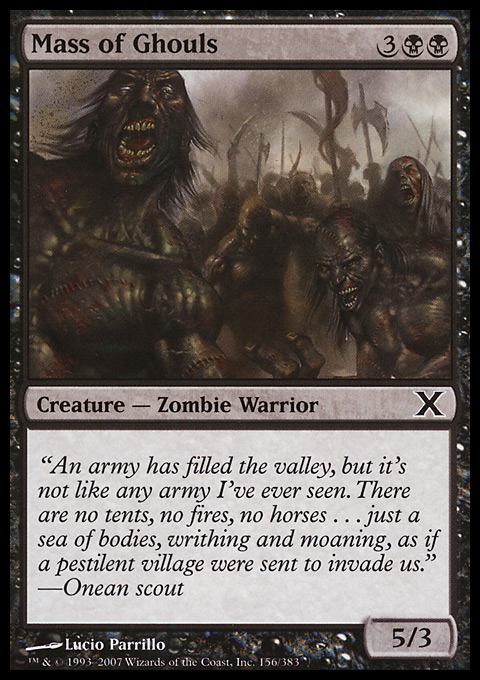 Mass of Ghouls 3
Creature — Zombie Warrior X
“An army has filled the valley, but it’s
not like any army I’ve ever seen. There
are no tents, no fires, no horses . . . just a
sea of bodies, writhing and moaning, as if
a pestilent village were sent to invade us.”
—Onean scout
5/3
Lucio Parrillo
™ & © 1993–2007 Wizards of the Coast, Inc. 156/383